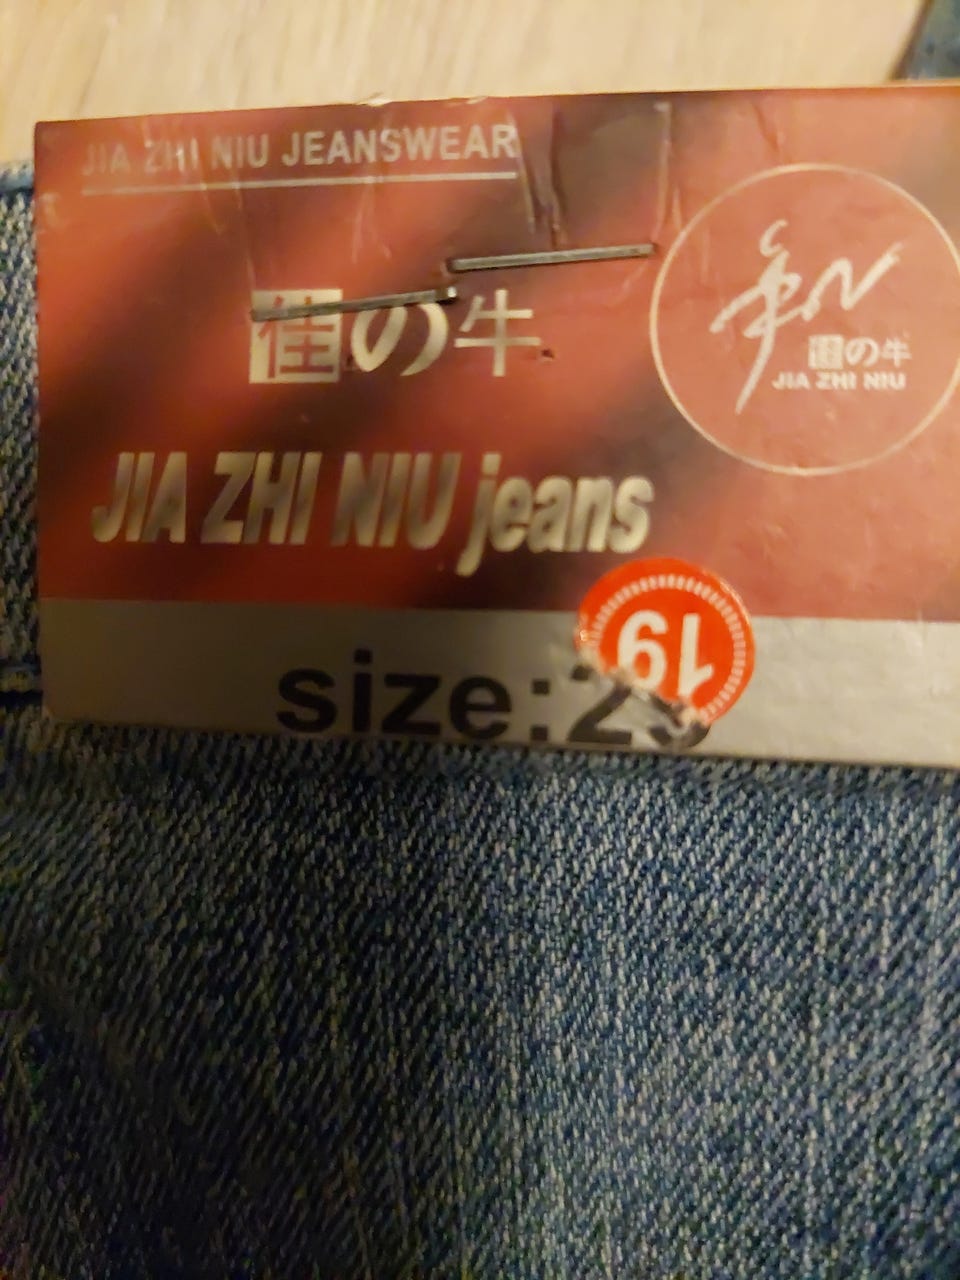 JIA ZHI NIU JEANSWEAR
佳の牛
佳の牛
JIA ZHI NIU
JIA ZHI NIU jeans
19
size: